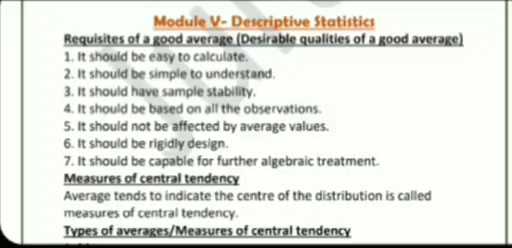 Module V- Descriptive Statistics
Requisites of a good average (Desirable qualities of a good average)
1. It should be easy to calculate.
2. It should be simple to understand.
3. It should have sample stability.
4. It should be based on all the observations.
5. It should not be affected by average values.
6. It should be rigidly design.
7. It should be capable for further algebraic treatment.
Measures of central tendency
Average tends to indicate the centre of the distribution is called
measures of central tendency.
Types of averages/Measures of central tendency